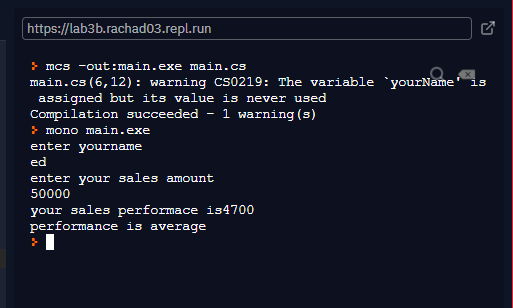 https://lab3b.rachad03.repl.run
> mcs -out:main.exe main.cs
main.cs(6,12): warning CS0219: The variable `yourName' is
assigned but its value is never used
Compilation succeeded - 1 warning(s)
> mono main.exe
enter yourname
ed
enter your sales amount
50000
your sales performace is4700
performance is average
>